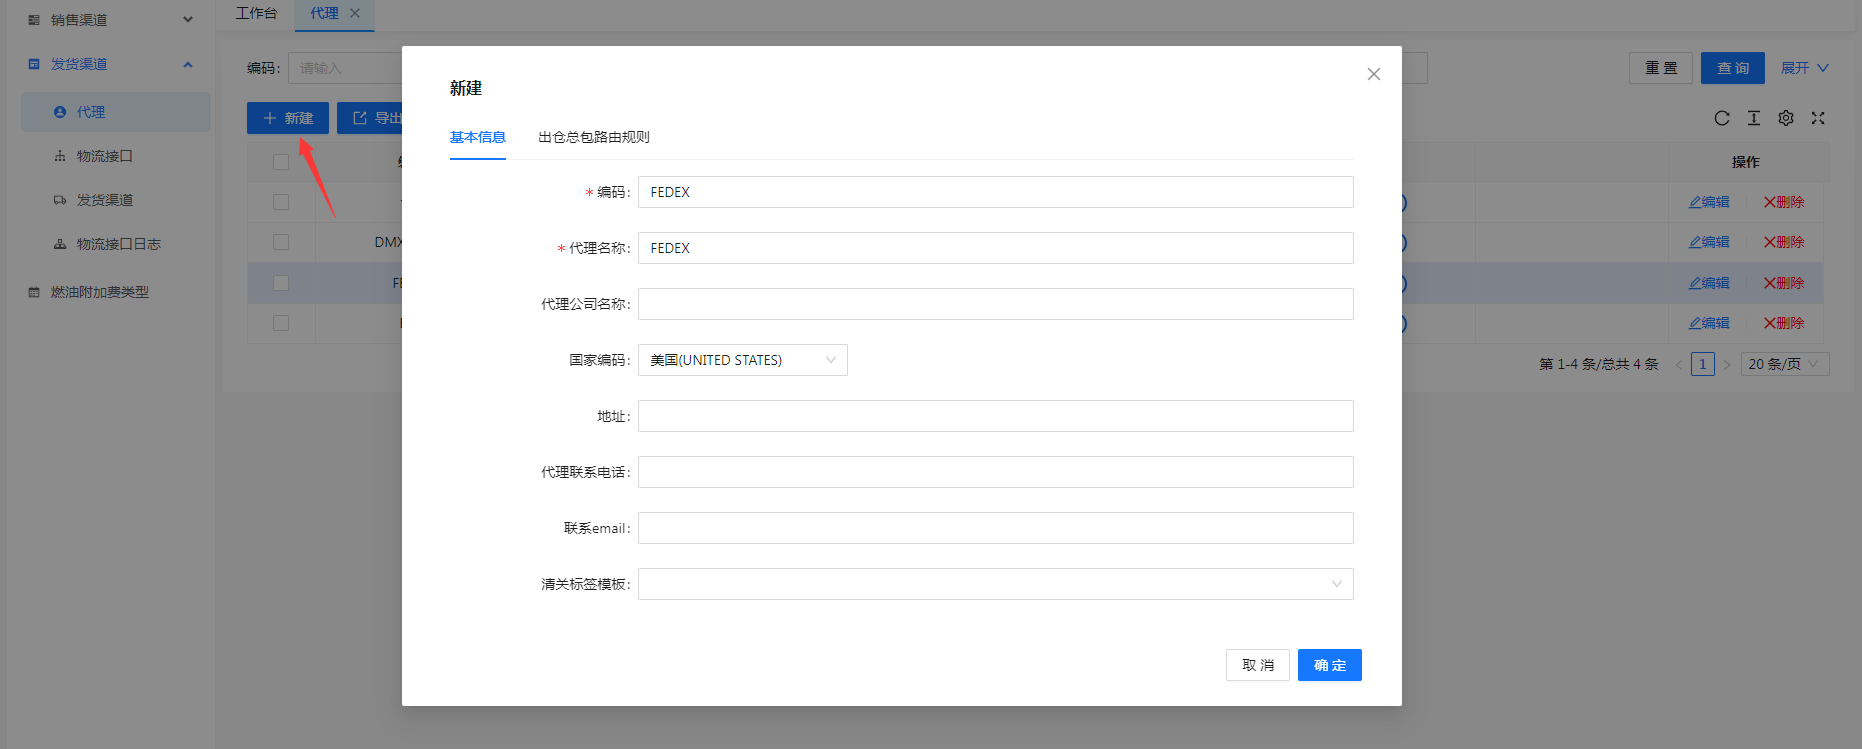 销售渠道
工作台
代理
发货渠道
编码:
请输入
重 置
查 询
展开
新建
代理
新建
导出
基本信息
出仓总包路由规则
操作
物流接口
* 编码:
FEDEX
发货渠道
编辑
删除
物流接口日志
DMX
* 代理名称:
FEDEX
编辑
删除
燃油附加费类型
FE
代理公司名称:
编辑
删除
编辑
删除
国家编码:
美国(UNITED STATES)
第 1-4 条/总共 4 条
1
20 条/页
地址:
代理联系电话:
联系email:
清关标签模板:
取 消
确 定